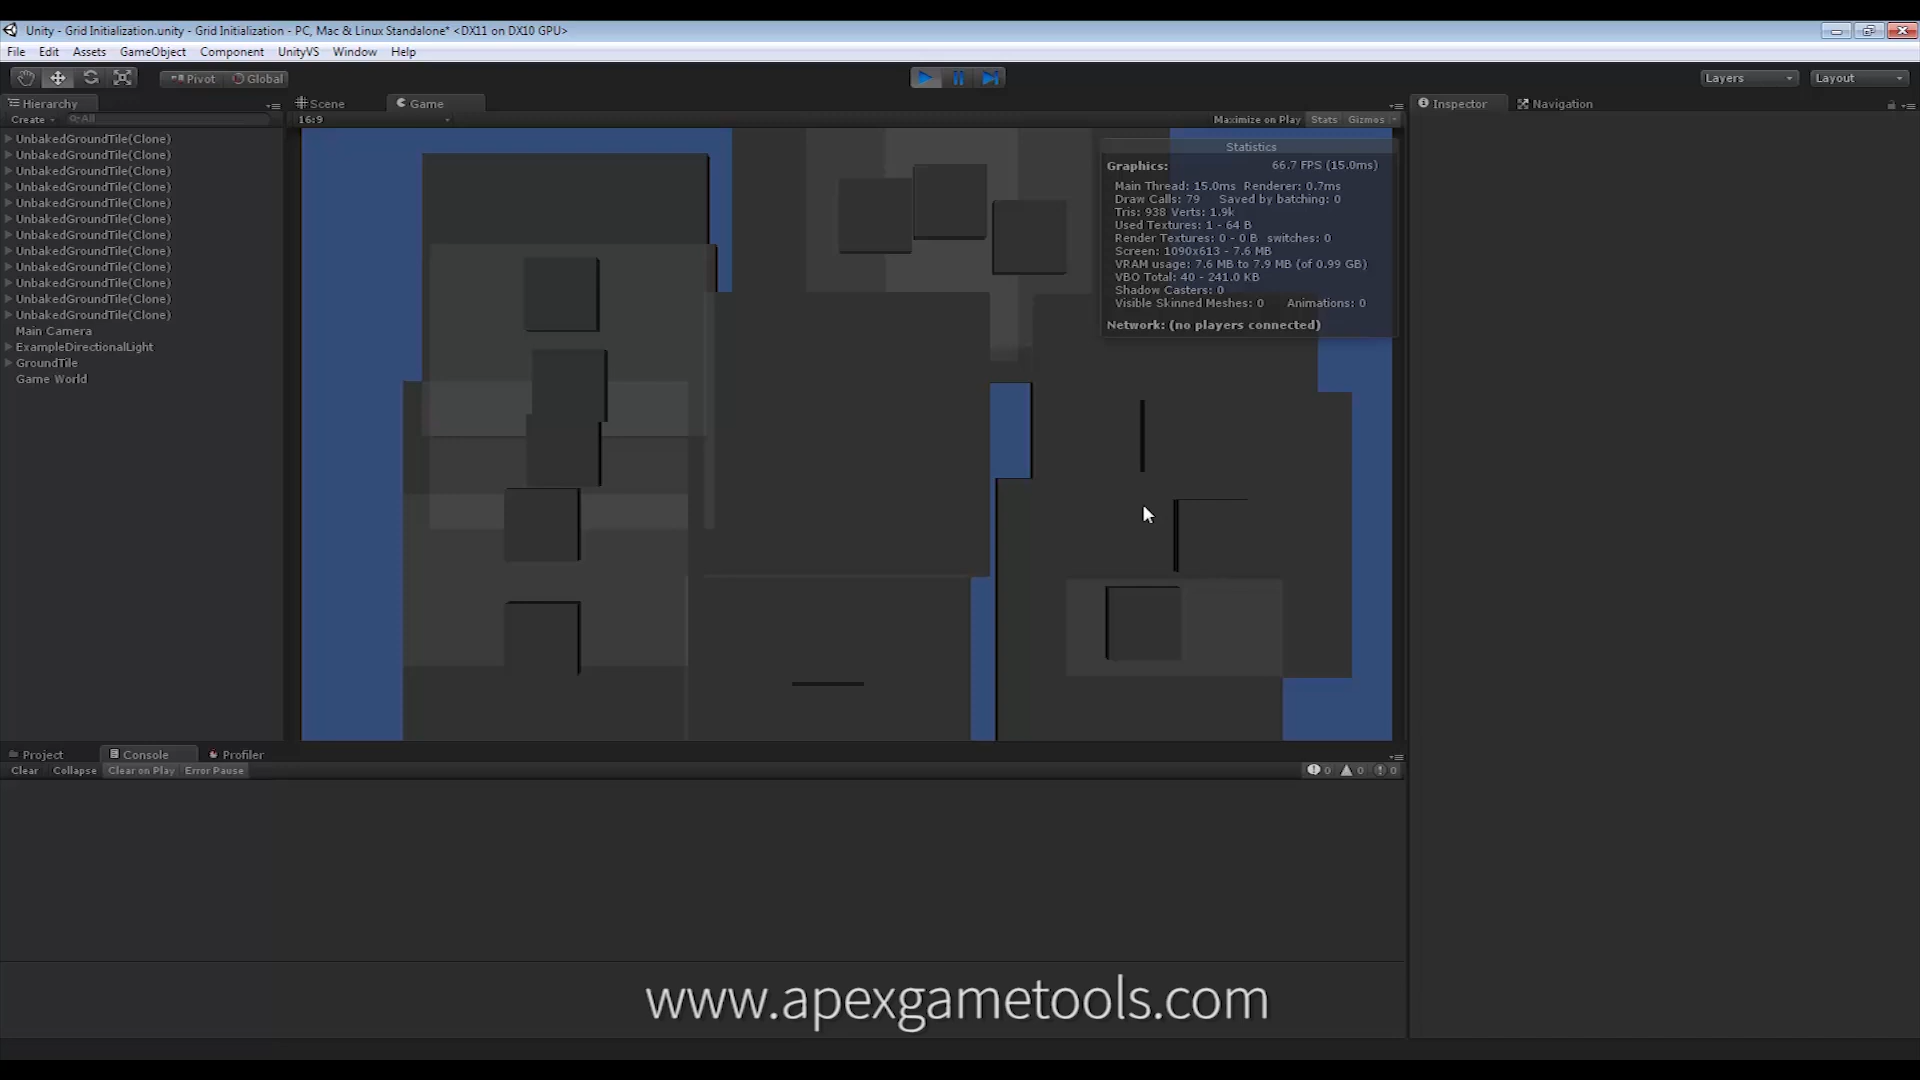 Unity - Grid Initialization.unity - Grid Initialization - PC, Mac & Linux Standalone* <DX11 on DX10 GPU>
File Edit Assets GameObject Component UnityVS Window Help
Pivot Global Layers Layout
Hierarchy Scene Game Inspector Navigation
Create All 16:9 Maximize on Play Stats Gizmos
UnbakedGroundTile(Clone)
UnbakedGroundTile(Clone)
UnbakedGroundTile(Clone)
UnbakedGroundTile(Clone)
UnbakedGroundTile(Clone)
UnbakedGroundTile(Clone)
UnbakedGroundTile(Clone)
UnbakedGroundTile(Clone)
UnbakedGroundTile(Clone)
UnbakedGroundTile(Clone)
UnbakedGroundTile(Clone)
UnbakedGroundTile(Clone)
Main Camera
ExampleDirectionalLight
GroundTile
Game World
Statistics
Graphics: 66.7 FPS (15.0ms)
Main Thread: 15.0ms Renderer: 0.7ms
Draw Calls: 79 Saved by batching: 0
Tris: 938 Verts: 1.9k
Used Textures: 1 - 64 B
Render Textures: 0 - 0 B switches: 0
Screen: 1090x613 - 7.6 MB
VRAM usage: 7.6 MB to 7.9 MB (of 0.99 GB)
VBO Total: 40 - 241.0 KB
Shadow Casters: 0
Visible Skinned Meshes: 0 Animations: 0
Network: (no players connected)
Project Console Profiler
Clear Collapse Clear on Play Error Pause 0 0 0
www.apexgametools.com